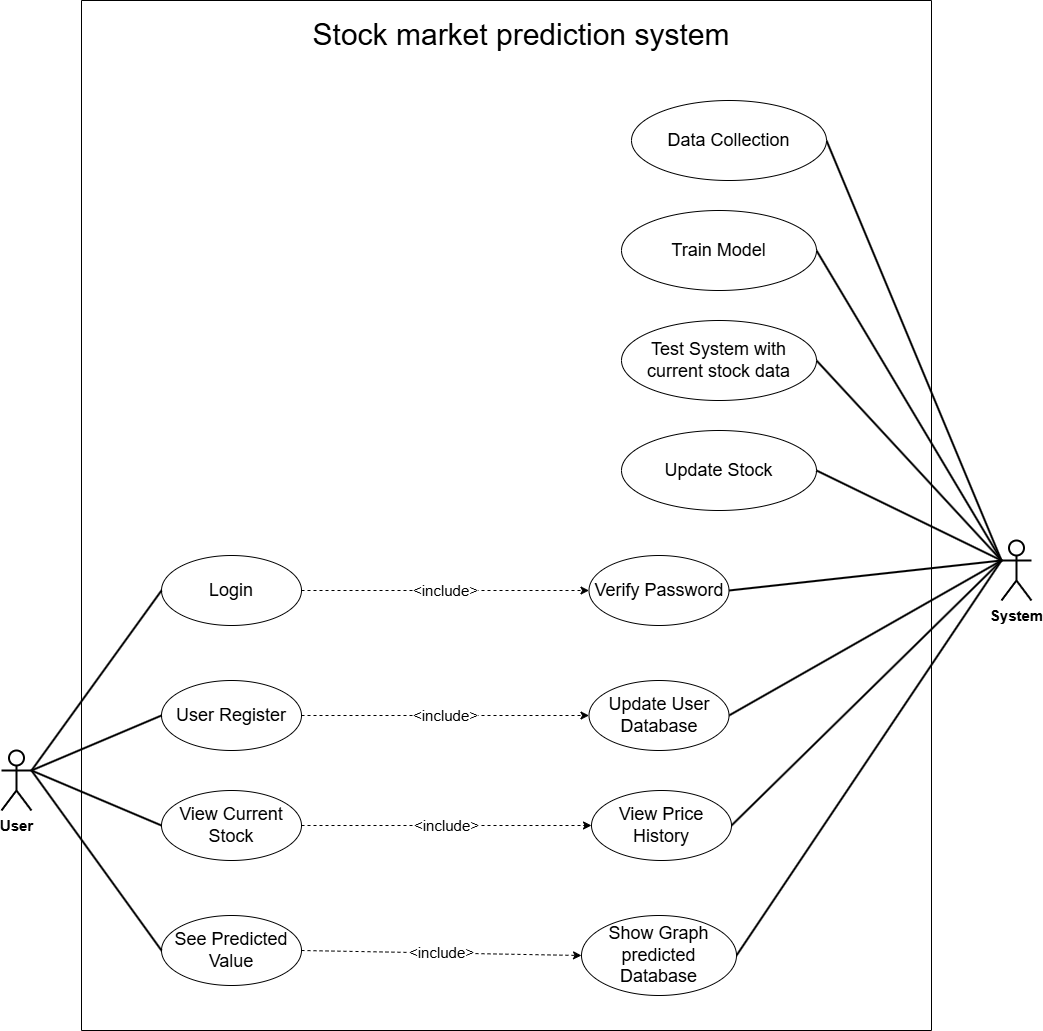 Stock market prediction system
Data Collection
Train Model
Test System with
current stock data
Update Stock
Login
<include>
Verify Password
System
User Register
<include>
Update User
Database
User
View Current
Stock
<include>
View Price
History
See Predicted
Value
<include>
Show Graph
predicted
Database